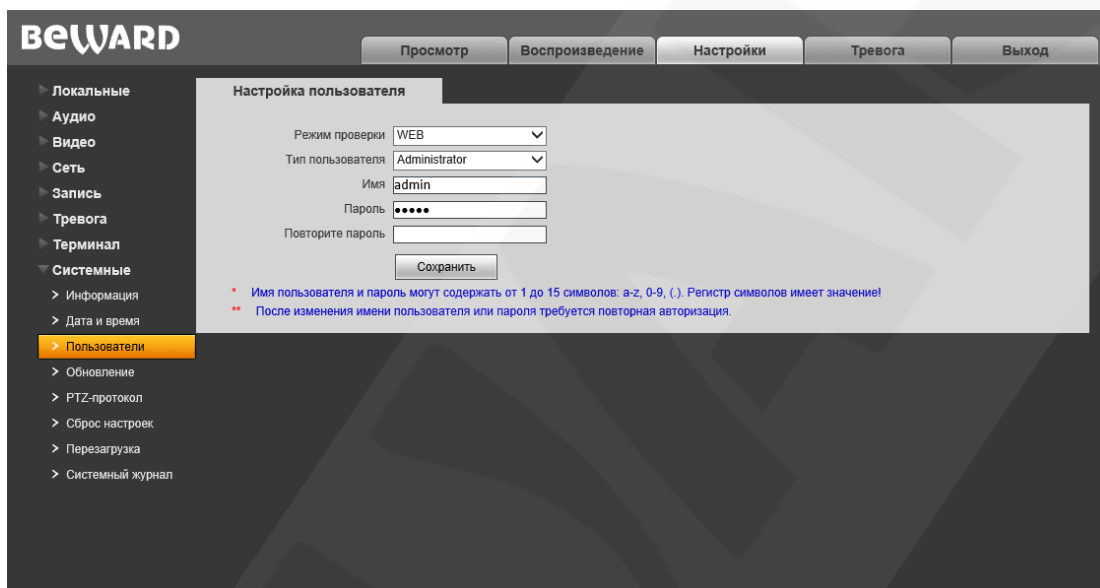 BEWARD
Просмотр Воспроизведение Настройки Тревога Выход
Локальные
Аудио
Видео
Сеть
Запись
Тревога
Терминал
Системные
> Информация
> Дата и время
> Пользователи
> Обновление
> PTZ-протокол
> Сброс настроек
> Перезагрузка
> Системный журнал
Настройка пользователя
Режим проверки WEB
Тип пользователя Administrator
Имя admin
Пароль •••••
Повторите пароль
Сохранить
* Имя пользователя и пароль могут содержать от 1 до 15 символов: a-z, 0-9, (.). Регистр символов имеет значение!
** После изменения имени пользователя или пароля требуется повторная авторизация.